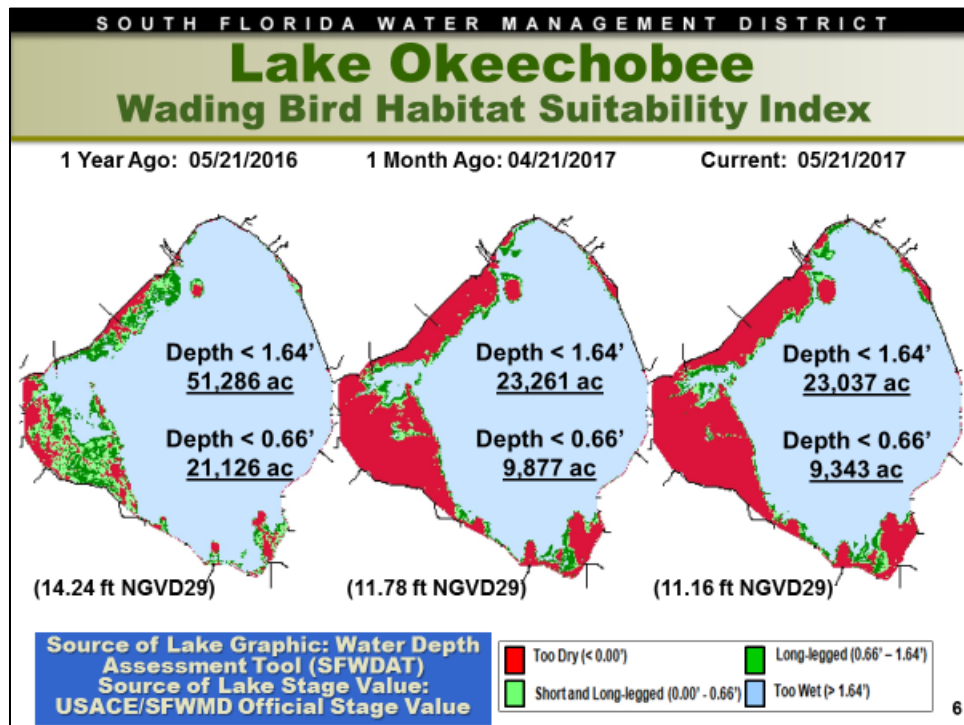 SOUTH FLORIDA WATER MANAGEMENT DISTRICT
Lake Okeechobee
Wading Bird Habitat Suitability Index
1 Year Ago: 05/21/2016
1 Month Ago: 04/21/2017
Current: 05/21/2017
Depth < 1.64’
51,286 ac
Depth < 0.66’
21,126 ac
(14.24 ft NGVD29)
Depth < 1.64’
23,261 ac
Depth < 0.66’
9,877 ac
(11.78 ft NGVD29)
Depth < 1.64’
23,037 ac
Depth < 0.66’
9,343 ac
(11.16 ft NGVD29)
Source of Lake Graphic: Water Depth
Assessment Tool (SFWDAT)
Source of Lake Stage Value:
USACE/SFWMD Official Stage Value
Too Dry (< 0.00')
Long-legged (0.66' – 1.64')
Short and Long-legged (0.00' - 0.66')
Too Wet (> 1.64')
6